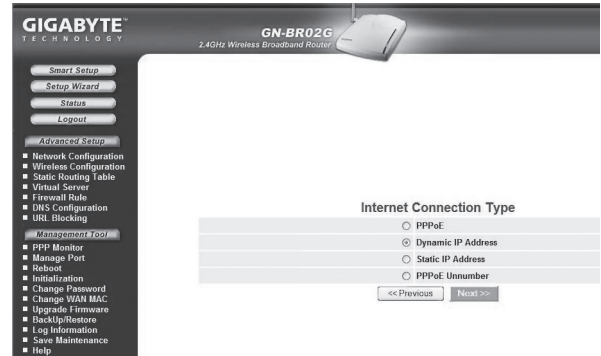 GIGABYTE™
TECHNOLOGY
GN-BR02G
2.4GHz Wireless Broadband Router
Smart Setup
Setup Wizard
Status
Logout
Advanced Setup
Network Configuration
Wireless Configuration
Static Routing Table
Virtual Server
Firewall Rule
DNS Configuration
URL Blocking
Management Tool
PPP Monitor
Manage Port
Reboot
Initialization
Change Password
Change WAN MAC
Upgrade Firmware
BackUp/Restore
Log Information
Save Maintenance
Help
Internet Connection Type
PPPoE
Dynamic IP Address
Static IP Address
PPPoE Unnumber
<< Previous Next >>